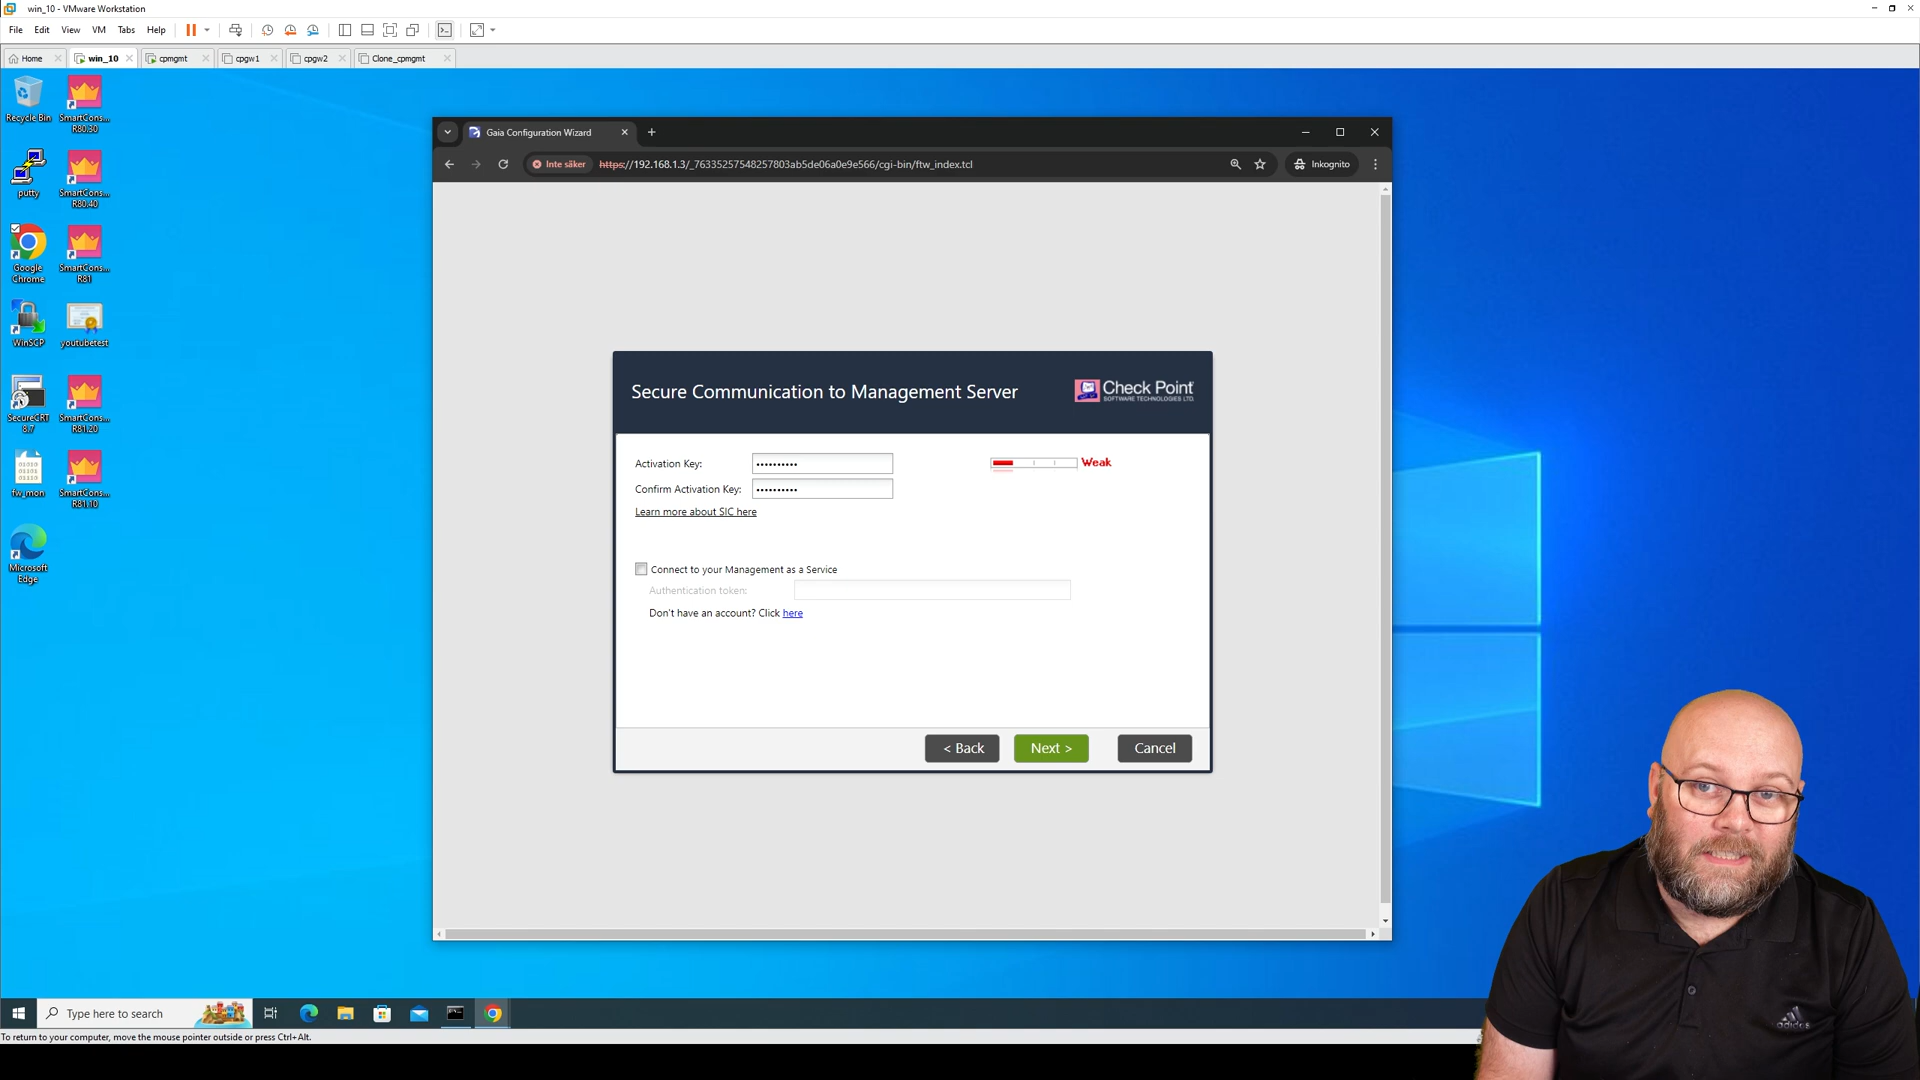 win_10 - VMware Workstation
File Edit View VM Tabs Help
Home win_10 cpmgmt cpgw1 cpgw2 Clone_cpmgmt
Recycle Bin
SmartCons...
R80.30
putty
SmartCons...
R80.40
Google
Chrome
SmartCons...
R81
WinSCP
youtubetest
SecureCRT
8.7
SmartCons...
R81.20
fw_mon
SmartCons...
R81.10
Microsoft
Edge
Gaia Configuration Wizard
Inte säker https://192.168.1.3/_76335257548257803ab5de06a0e9e566/cgi-bin/ftw_index.tcl Inkognito
Secure Communication to Management Server
Check Point
SOFTWARE TECHNOLOGIES LTD.
Activation Key: •••••••••• Weak
Confirm Activation Key: ••••••••••
Learn more about SIC here
Connect to your Management as a Service
Authentication token:
Don't have an account? Click here
< Back Next > Cancel
Type here to search
To return to your computer, move the mouse pointer outside or press Ctrl+Alt.
adidas